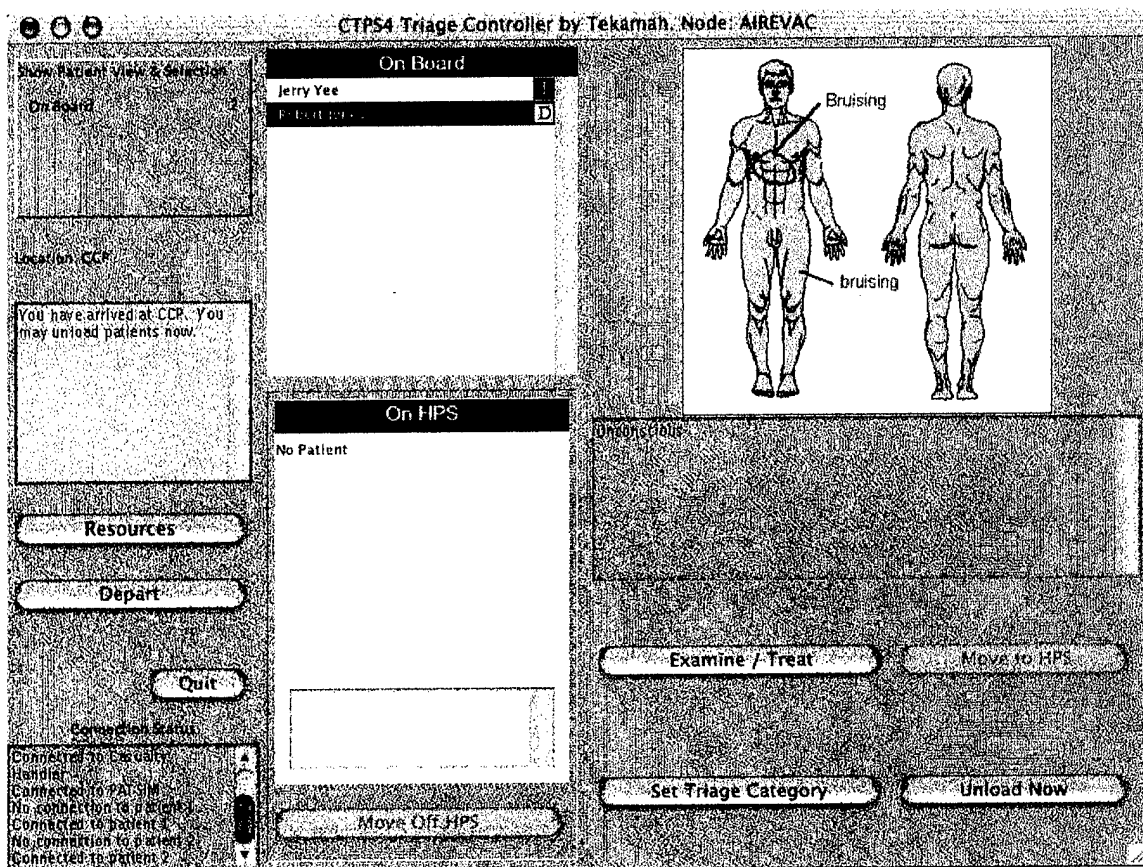 CTPS4 Triage Controller by Tekamah. Node: AIREVAC
Show Patient View & Selection
On Board 2
Location: CCP
You have arrived at CCP. You
may unload patients now.
Resources
Depart
Quit
Connection Status
Connected to Casualty
Handler
Connected to PATSIM
No connection to patient 1
Connected to patient 1
No connection to patient 2
Connected to patient 2
On Board
Jerry Yee I
Robert D
On HPS
No Patient
Move Off HPS
Bruising
bruising
Unconscious
Examine / Treat
Move to HPS
Set Triage Category
Unload Now